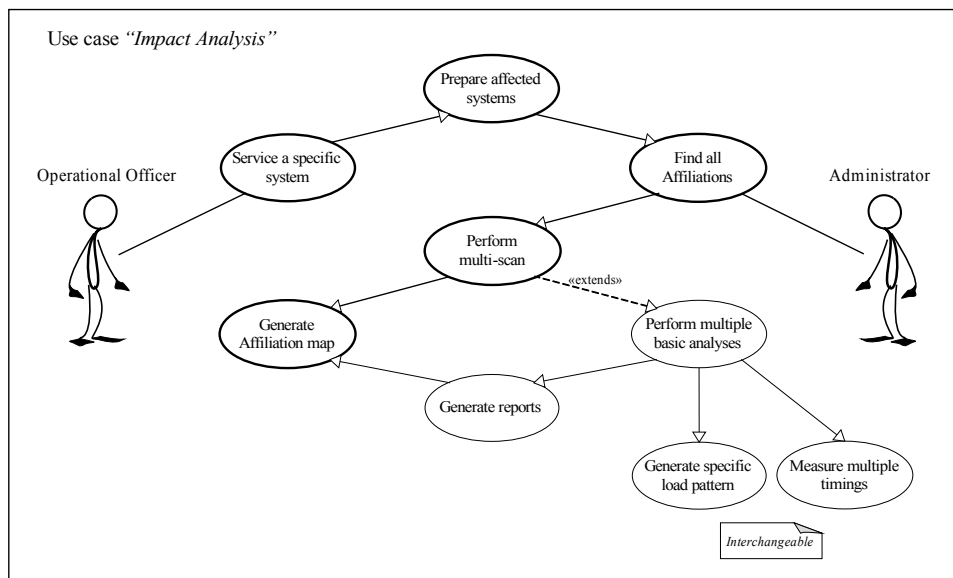 Use case “Impact Analysis”
Prepare affected
systems
Service a specific
system
Find all
Affiliations
Operational Officer
Administrator
Perform
multi-scan
«extends»
Generate
Affiliation map
Perform multiple
basic analyses
Generate reports
Generate specific
load pattern
Measure multiple
timings
Interchangeable